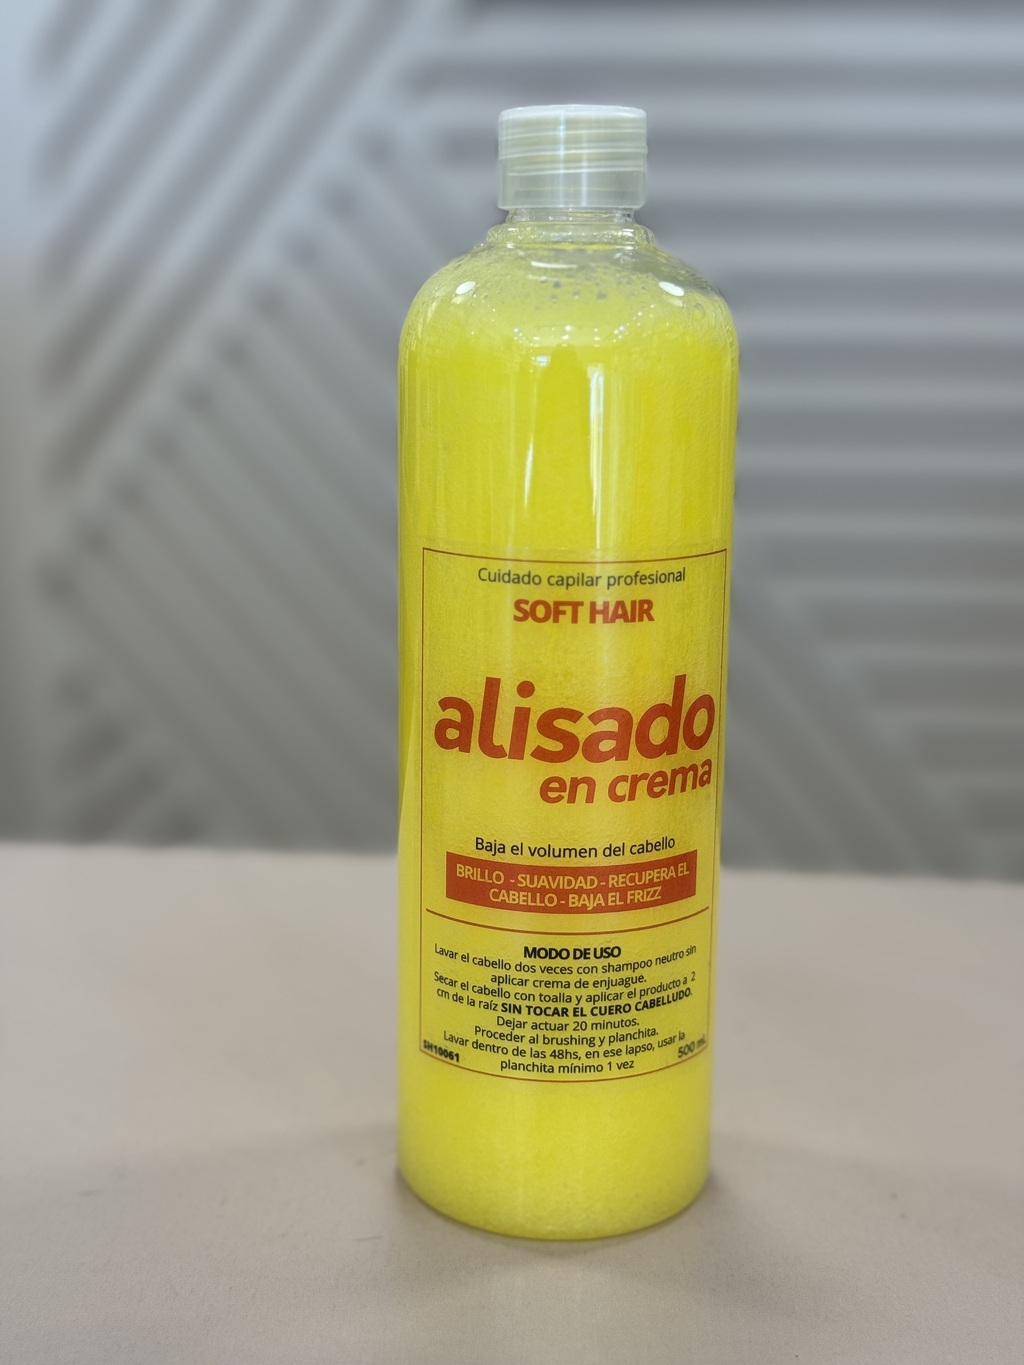 Cuidado capilar profesional
SOFT HAIR
alisado
en crema
Baja el volumen del cabello
BRILLO - SUAVIDAD - RECUPERA EL
CABELLO - BAJA EL FRIZZ
MODO DE USO
Lavar el cabello dos veces con shampoo neutro sin
aplicar crema de enjuague.
Secar el cabello con toalla y aplicar el producto a 2
cm de la raíz SIN TOCAR EL CUERO CABELLUDO.
Dejar actuar 20 minutos.
Proceder al brushing y planchita.
Lavar dentro de las 48hs, en ese lapso, usar la
planchita mínimo 1 vez
SH10061
500 ml.